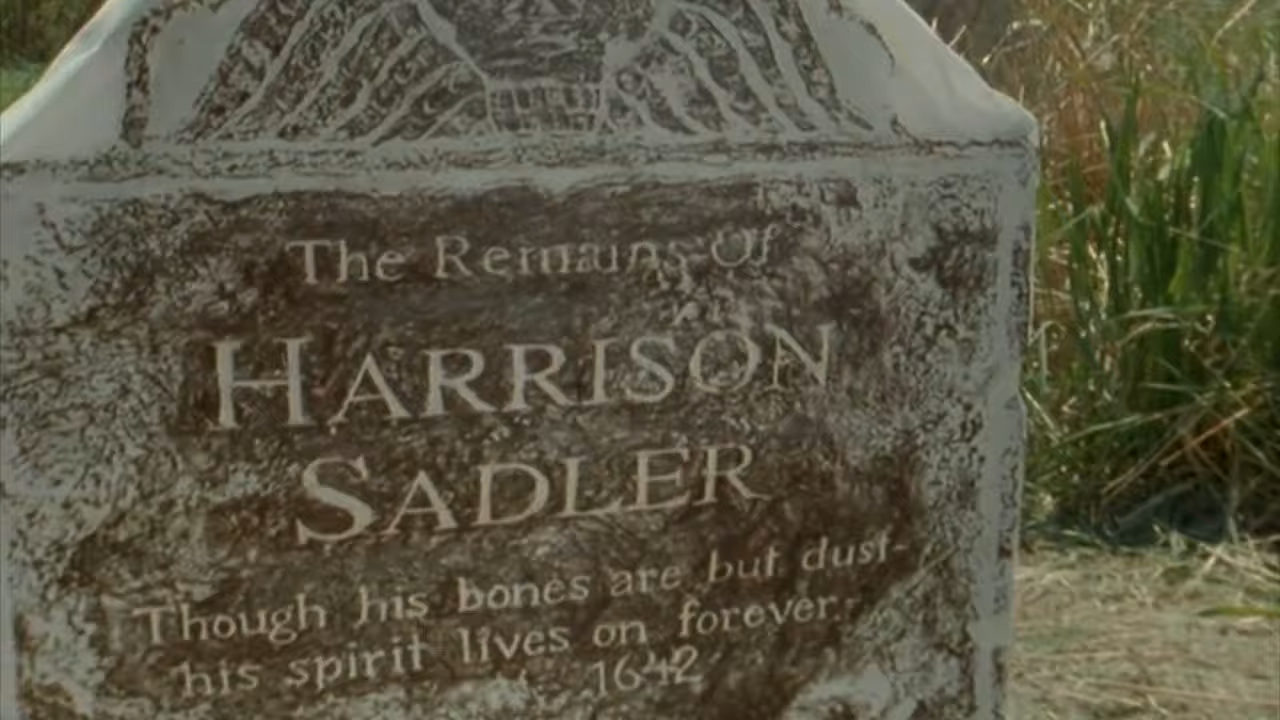 The Remains Of
HARRISON
SADLER
Though his bones are but dust-
his spirit lives on forever.
1642